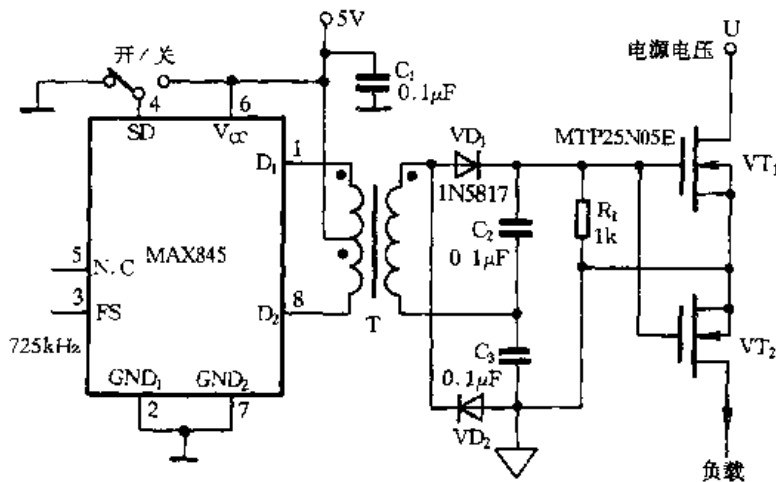 5V
U
电源电压
开/关
C₁
0.1μF
4
6
SD
V_CC
1
D₁
VD₁
1N5817
MTP25N05E
VT₁
C₂
0 1μF
R₁
1k
5
N.C
MAX845
3
FS
8
D₂
T
725kHz
C₃
0.1μF
VT₂
GND₁
GND₂
2
7
VD₂
负载